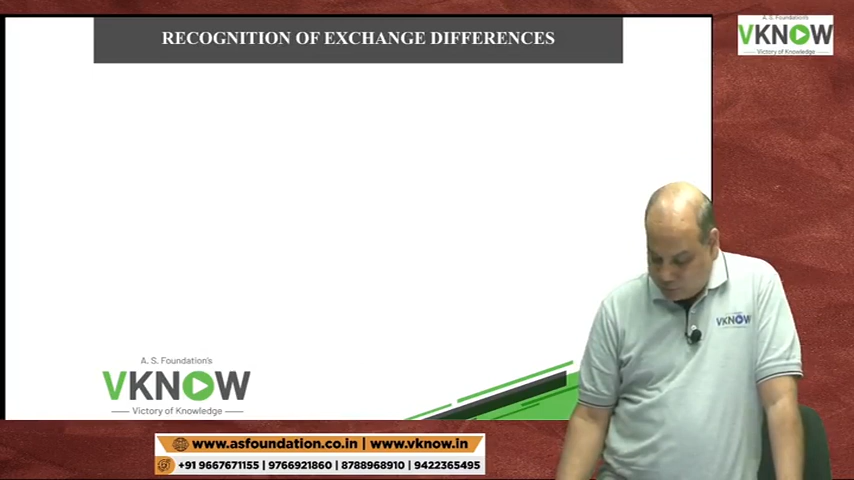 RECOGNITION OF EXCHANGE DIFFERENCES
A. S. Foundation's
VKNOW
Victory of Knowledge
A. S. Foundation's
VKNOW
Victory of Knowledge
VKNOW
www.asfoundation.co.in | www.vknow.in
+91 9667671155 | 9766921860 | 8788968910 | 9422365495